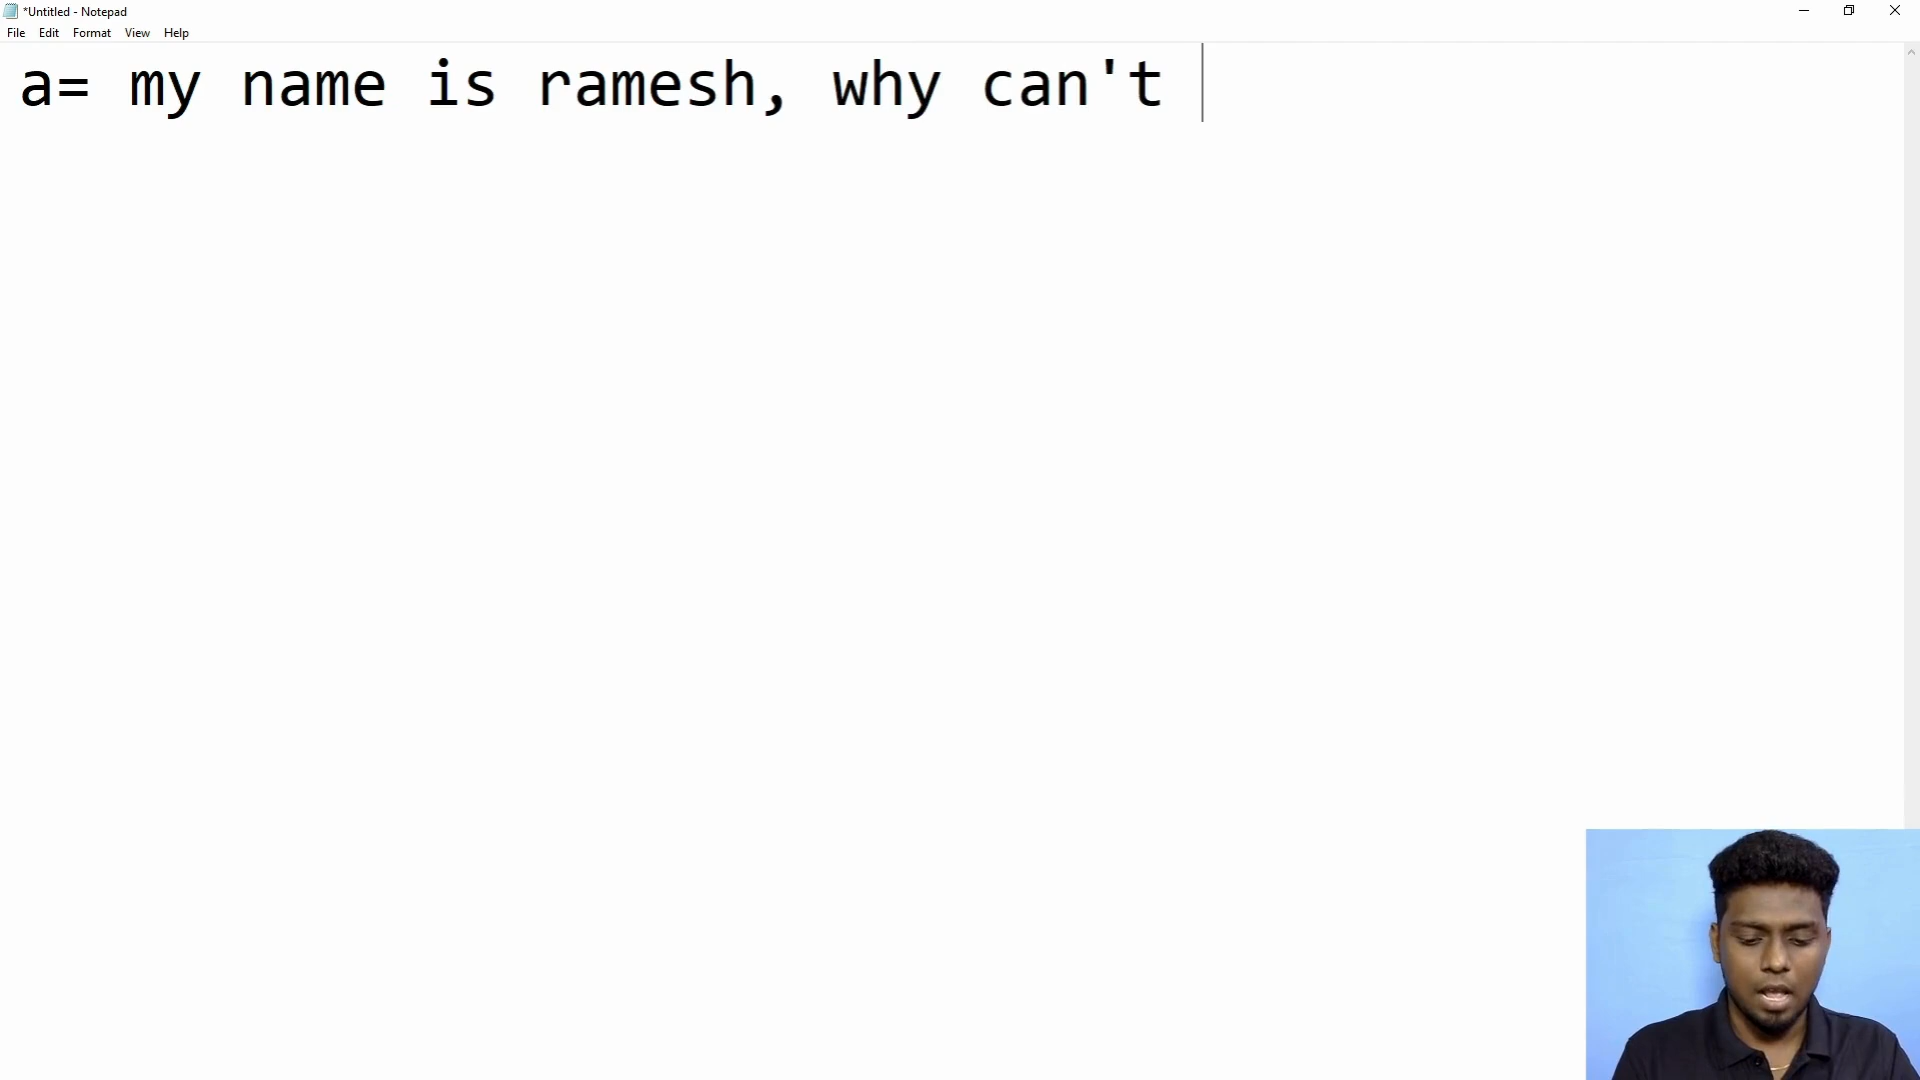 *Untitled - Notepad
File Edit Format View Help
a= my name is ramesh, why can't